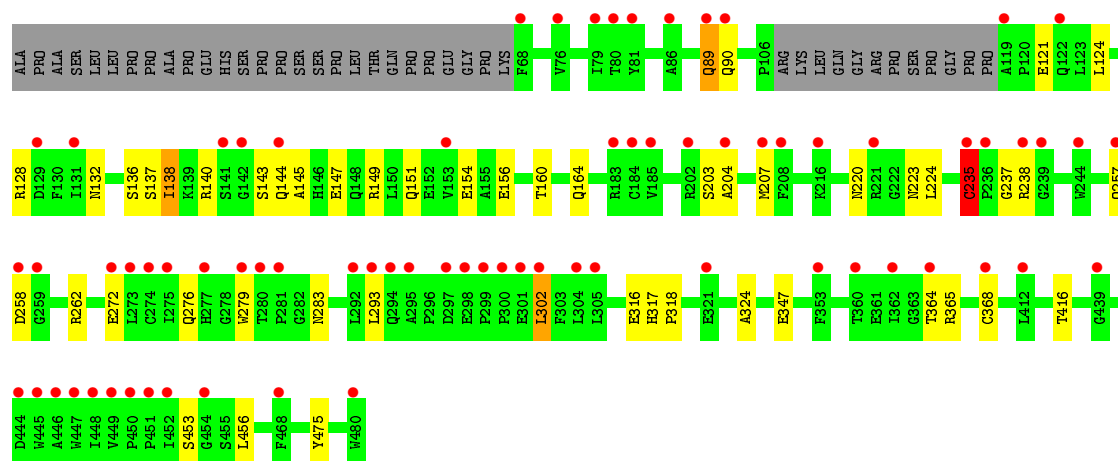 ALA PRO ALA SER LEU LEU PRO PRO ALA PRO GLU HIS SER PRO PRO SER SER PRO LEU THR GLN PRO PRO GLU GLY PRO LYS F68 V76 I79 T80 Y81 A86 Q89 Q90 P106 ARG LYS LEU GLN GLY ARG PRO SER PRO GLY PRO PRO A119 P120 E121 Q122 L123 L124
R128 D129 F130 I131 N132 S136 S137 I138 K139 R140 S141 G142 S143 Q144 A145 H146 E147 Q148 R149 L150 Q151 E152 V153 E154 A155 E156 T160 Q164 R183 C184 V185 R202 S203 A204 M207 F208 K216 N220 R221 G222 N223 L224 C235 P236 G237 R238 G239 W244 Q257
D258 G259 R262 E272 L273 C274 I275 Q276 H277 G278 W279 T280 P281 G282 N283 L292 L293 Q294 A295 P296 D297 E298 P299 P300 E301 L302 F303 L304 L305 E316 H317 P318 E321 A324 E347 F353 T360 E361 I362 G363 T364 R365 C368 L412 T416 G439
D444 W445 A446 W447 I448 V449 P450 P451 I452 S453 G454 S455 L456 F468 Y475 W480